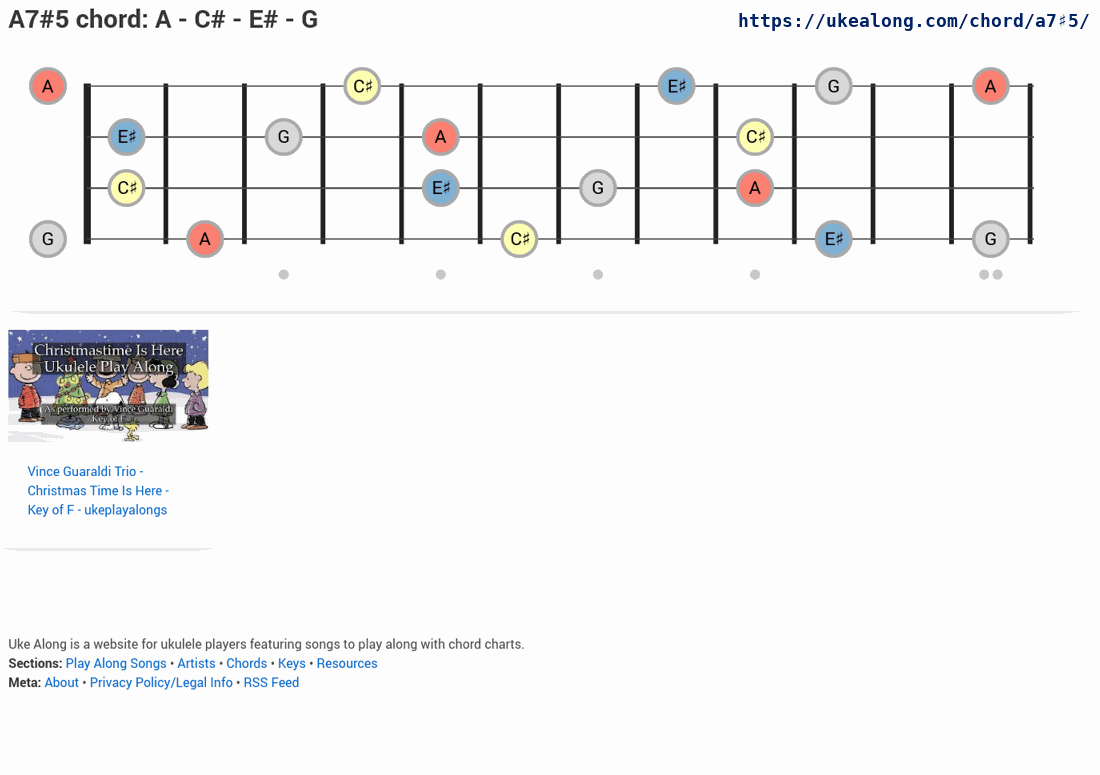 A7#5 chord: A - C# - E# - G
https://ukealong.com/chord/a7♯5/
A C♯ E♯ G A
E♯ G A C♯
C♯ E♯ G A
G A C♯ E♯ G
Christmastime Is Here
Ukulele Play Along
As performed by Vince Guaraldi
Key of F
Vince Guaraldi Trio -
Christmas Time Is Here -
Key of F - ukeplayalongs
Uke Along is a website for ukulele players featuring songs to play along with chord charts.
Sections: Play Along Songs • Artists • Chords • Keys • Resources
Meta: About • Privacy Policy/Legal Info • RSS Feed